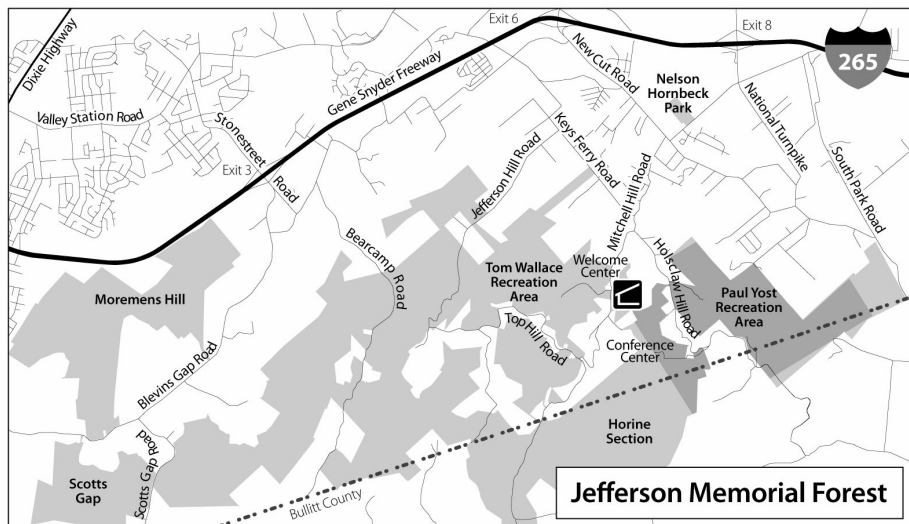 Exit 6
Exit 8
Dixie Highway
Gene Snyder Freeway
New Cut Road
265
Nelson
Hornbeck
Park
National Turnpike
Valley Station Road
Stonestreet
Road
Keys Ferry Road
Jefferson Hill Road
Exit 3
Mitchell Hill Road
South Park Road
Bearcamp Road
Holsclaw Hill Road
Welcome
Center
Tom Wallace
Recreation
Area
Moremens Hill
Paul Yost
Recreation
Area
Top Hill Road
Conference
Center
Blevins Gap Road
Horine
Section
Scotts Gap Road
Scotts
Gap
Bullitt County
Jefferson Memorial Forest